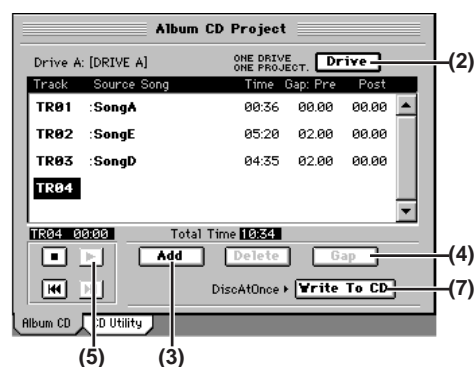 Album CD Project
Drive A: [DRIVE A] ONE DRIVE ONE PROJECT. Drive (2)
Track Source Song Time Gap: Pre Post
TR01 :SongA 00:36 00.00 00.00
TR02 :SongE 05:20 02.00 00.00
TR03 :SongD 04:35 02.00 00.00
TR04
TR04 00:00 Total Time 10:34
Add Delete Gap (4)
DiscAtOnce Write To CD (7)
Album CD CD Utility
(5) (3)